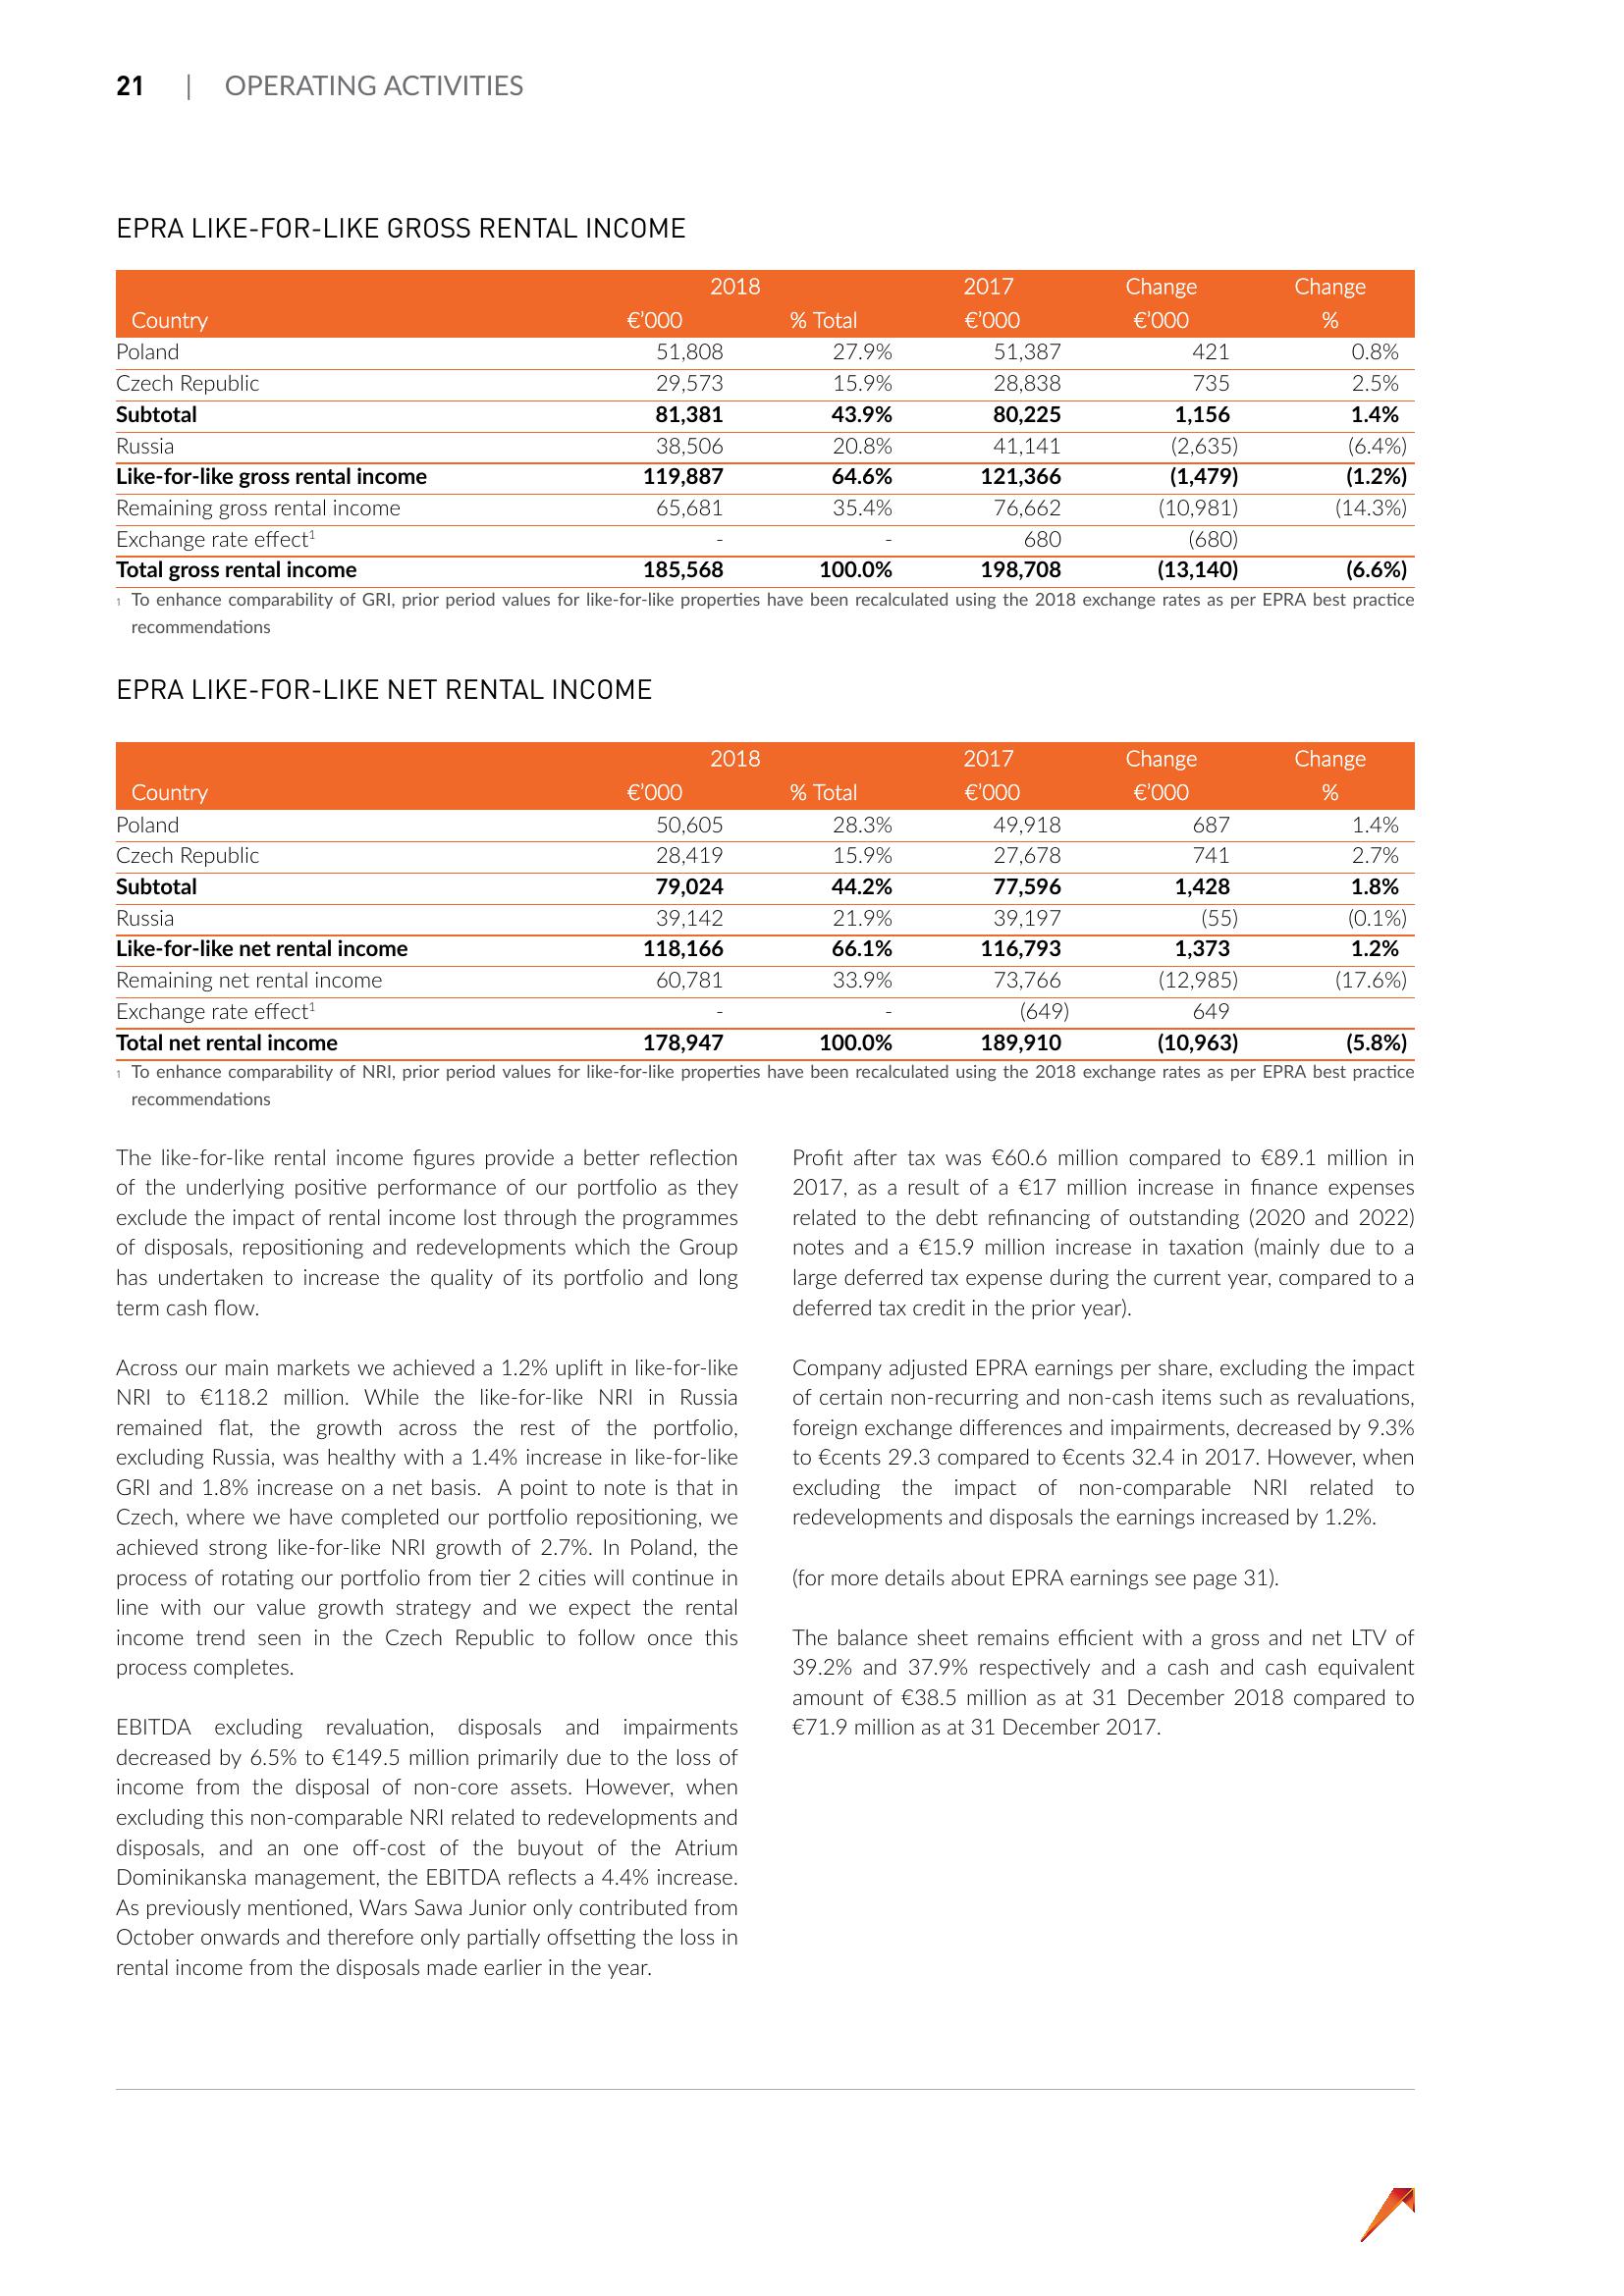 21 | OPERATING ACTIVITIES
EPRA LIKE-FOR-LIKE GROSS RENTAL INCOME
2018 2017 Change Change
Country €’000 % Total €’000 €’000 %
Poland 51,808 27.9% 51,387 421 0.8%
Czech Republic 29,573 15.9% 28,838 735 2.5%
Subtotal 81,381 43.9% 80,225 1,156 1.4%
Russia 38,506 20.8% 41,141 (2,635) (6.4%)
Like-for-like gross rental income 119,887 64.6% 121,366 (1,479) (1.2%)
Remaining gross rental income 65,681 35.4% 76,662 (10,981) (14.3%)
Exchange rate effect¹ - - 680 (680)
Total gross rental income 185,568 100.0% 198,708 (13,140) (6.6%)
¹ To enhance comparability of GRI, prior period values for like-for-like properties have been recalculated using the 2018 exchange rates as per EPRA best practice
recommendations
EPRA LIKE-FOR-LIKE NET RENTAL INCOME
2018 2017 Change Change
Country €’000 % Total €’000 €’000 %
Poland 50,605 28.3% 49,918 687 1.4%
Czech Republic 28,419 15.9% 27,678 741 2.7%
Subtotal 79,024 44.2% 77,596 1,428 1.8%
Russia 39,142 21.9% 39,197 (55) (0.1%)
Like-for-like net rental income 118,166 66.1% 116,793 1,373 1.2%
Remaining net rental income 60,781 33.9% 73,766 (12,985) (17.6%)
Exchange rate effect¹ - - (649) 649
Total net rental income 178,947 100.0% 189,910 (10,963) (5.8%)
¹ To enhance comparability of NRI, prior period values for like-for-like properties have been recalculated using the 2018 exchange rates as per EPRA best practice
recommendations
The like-for-like rental income figures provide a better reflection
of the underlying positive performance of our portfolio as they
exclude the impact of rental income lost through the programmes
of disposals, repositioning and redevelopments which the Group
has undertaken to increase the quality of its portfolio and long
term cash flow.
Across our main markets we achieved a 1.2% uplift in like-for-like
NRI to €118.2 million. While the like-for-like NRI in Russia
remained flat, the growth across the rest of the portfolio,
excluding Russia, was healthy with a 1.4% increase in like-for-like
GRI and 1.8% increase on a net basis. A point to note is that in
Czech, where we have completed our portfolio repositioning, we
achieved strong like-for-like NRI growth of 2.7%. In Poland, the
process of rotating our portfolio from tier 2 cities will continue in
line with our value growth strategy and we expect the rental
income trend seen in the Czech Republic to follow once this
process completes.
EBITDA excluding revaluation, disposals and impairments
decreased by 6.5% to €149.5 million primarily due to the loss of
income from the disposal of non-core assets. However, when
excluding this non-comparable NRI related to redevelopments and
disposals, and an one off-cost of the buyout of the Atrium
Dominikanska management, the EBITDA reflects a 4.4% increase.
As previously mentioned, Wars Sawa Junior only contributed from
October onwards and therefore only partially offsetting the loss in
rental income from the disposals made earlier in the year.
Profit after tax was €60.6 million compared to €89.1 million in
2017, as a result of a €17 million increase in finance expenses
related to the debt refinancing of outstanding (2020 and 2022)
notes and a €15.9 million increase in taxation (mainly due to a
large deferred tax expense during the current year, compared to a
deferred tax credit in the prior year).
Company adjusted EPRA earnings per share, excluding the impact
of certain non-recurring and non-cash items such as revaluations,
foreign exchange differences and impairments, decreased by 9.3%
to €cents 29.3 compared to €cents 32.4 in 2017. However, when
excluding the impact of non-comparable NRI related to
redevelopments and disposals the earnings increased by 1.2%.
(for more details about EPRA earnings see page 31).
The balance sheet remains efficient with a gross and net LTV of
39.2% and 37.9% respectively and a cash and cash equivalent
amount of €38.5 million as at 31 December 2018 compared to
€71.9 million as at 31 December 2017.